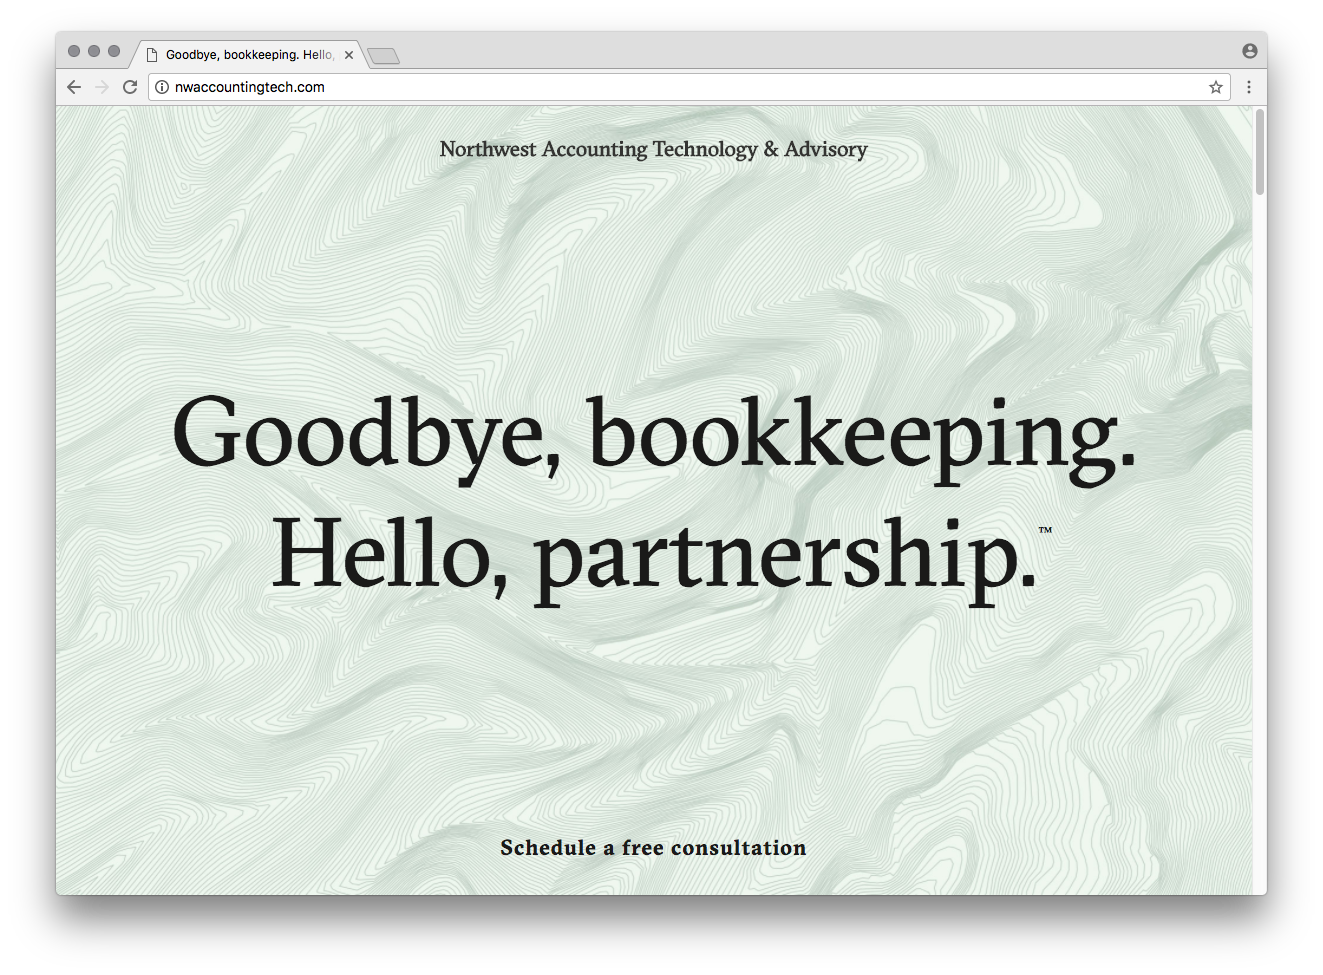 Goodbye, bookkeeping. Hello,
nwaccountingtech.com
Northwest Accounting Technology & Advisory
Goodbye, bookkeeping.
Hello, partnership.™
Schedule a free consultation